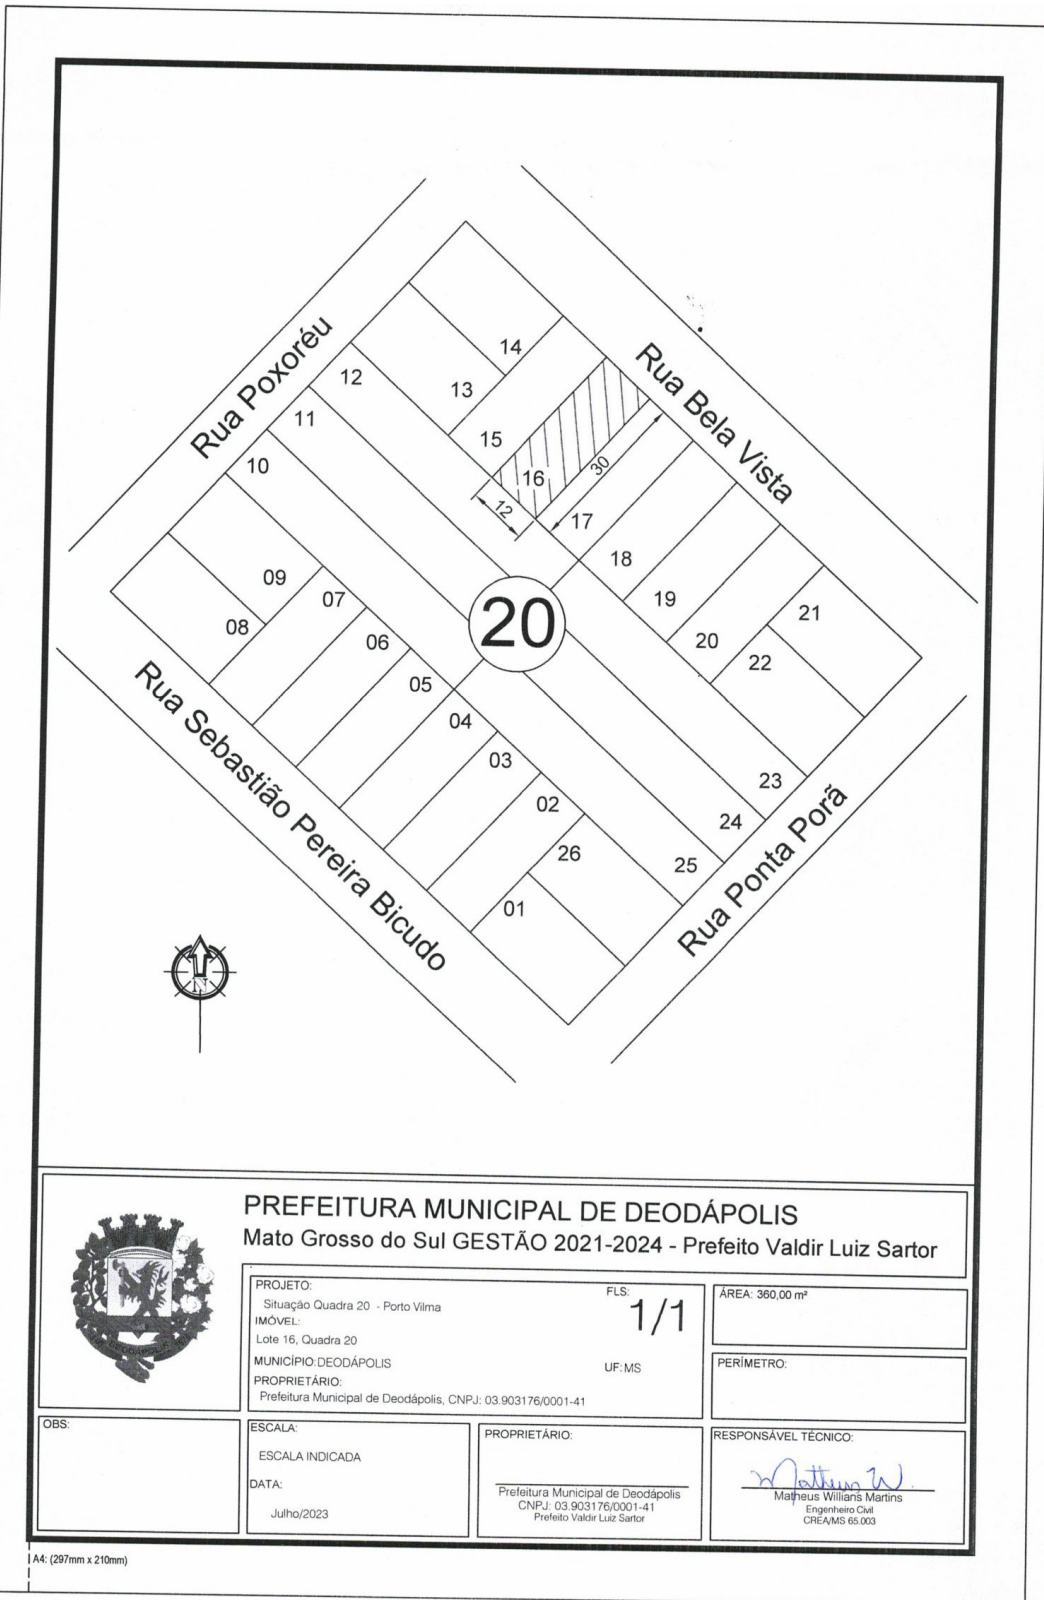 Rua Poxoréu
Rua Bela Vista
14
12
13
11
15
10
16
30
12
17
09
07
18
08
06
19
21
20
05
20
22
04
03
23
02
24
26
25
01
Rua Sebastião Pereira Bicudo
Rua Ponta Porã
N
PREFEITURA MUNICIPAL DE DEODÁPOLIS
Mato Grosso do Sul GESTÃO 2021-2024 - Prefeito Valdir Luiz Sartor
PROJETO:
Situação Quadra 20 - Porto Vilma
FLS:
1/1
IMÓVEL:
Lote 16, Quadra 20
MUNICÍPIO: DEODÁPOLIS
UF: MS
PROPRIETÁRIO:
Prefeitura Municipal de Deodápolis, CNPJ: 03.903176/0001-41
ÁREA: 360,00 m²
PERÍMETRO:
OBS:
ESCALA:
ESCALA INDICADA
DATA:
Julho/2023
PROPRIETÁRIO:
Prefeitura Municipal de Deodápolis
CNPJ: 03.903176/0001-41
Prefeito Valdir Luiz Sartor
RESPONSÁVEL TÉCNICO:
Matheus W.
Matheus Willians Martins
Engenheiro Civil
CREA/MS 65.003
A4: (297mm x 210mm)